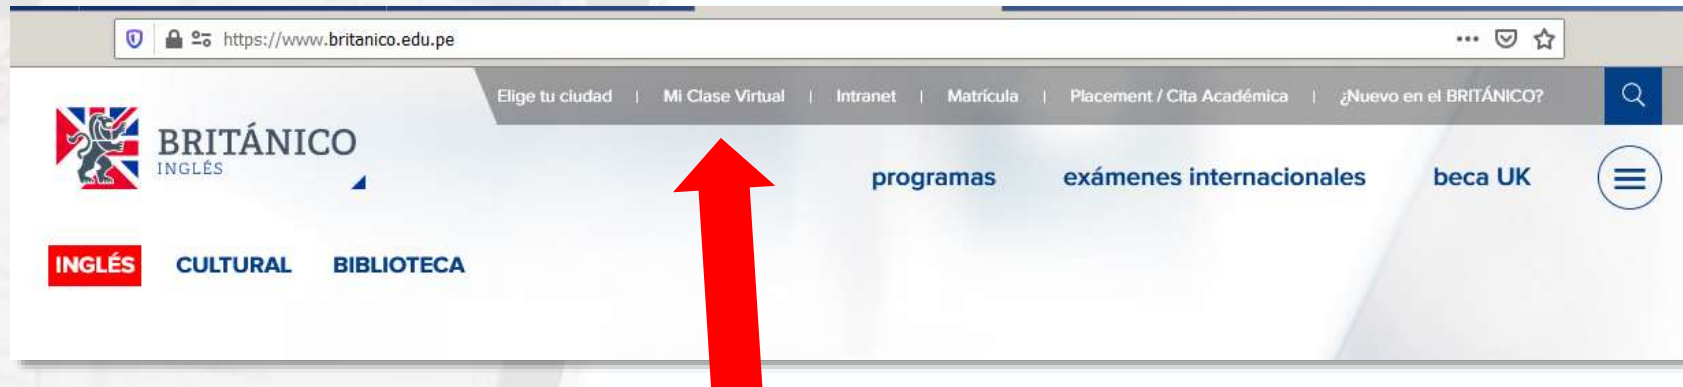 https://www.britanico.edu.pe
Elige tu ciudad | Mi Clase Virtual | Intranet | Matrícula | Placement / Cita Académica | ¿Nuevo en el BRITÁNICO?
BRITÁNICO
INGLÉS
programas exámenes internacionales beca UK
INGLÉS CULTURAL BIBLIOTECA